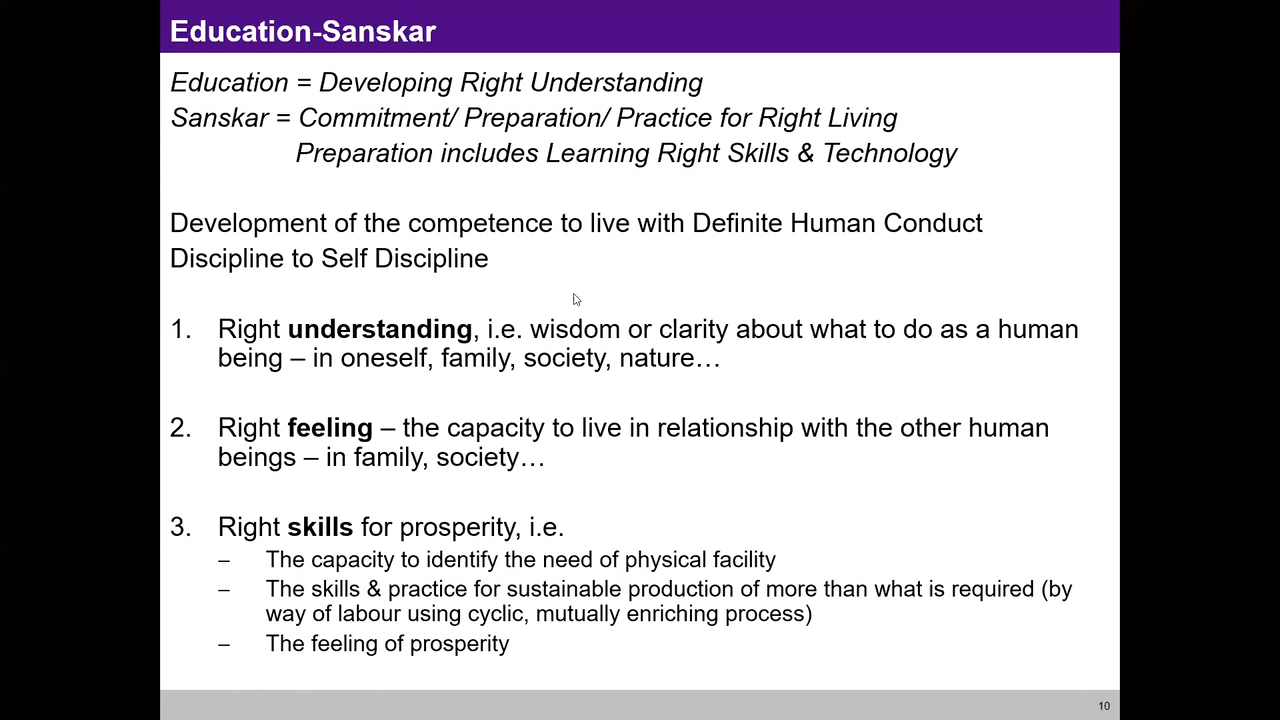 Education-Sanskar
Education = Developing Right Understanding
Sanskar = Commitment/ Preparation/ Practice for Right Living
Preparation includes Learning Right Skills & Technology
Development of the competence to live with Definite Human Conduct
Discipline to Self Discipline
1. Right understanding, i.e. wisdom or clarity about what to do as a human
being – in oneself, family, society, nature…
2. Right feeling – the capacity to live in relationship with the other human
beings – in family, society…
3. Right skills for prosperity, i.e.
– The capacity to identify the need of physical facility
– The skills & practice for sustainable production of more than what is required (by
way of labour using cyclic, mutually enriching process)
– The feeling of prosperity
10